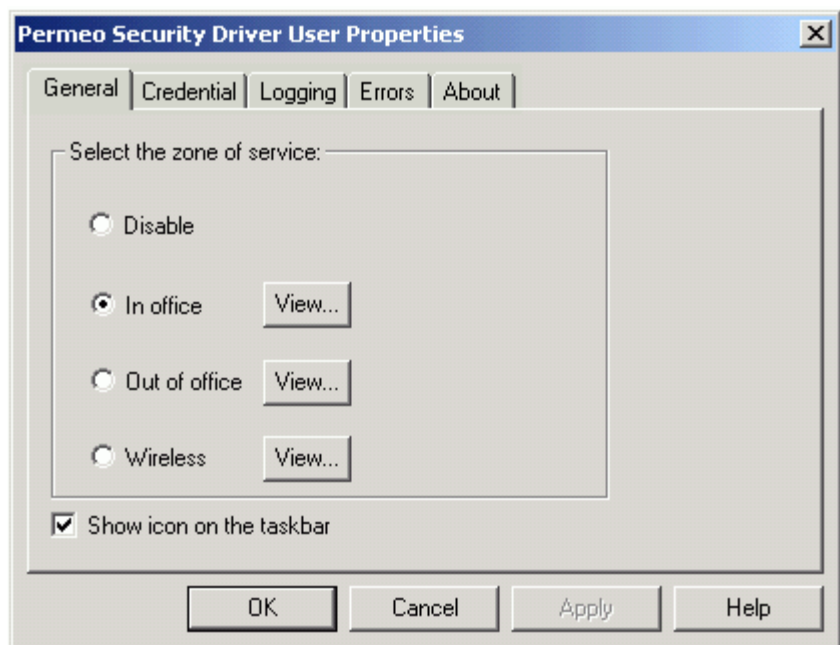 Permeo Security Driver User Properties
General Credential Logging Errors About
Select the zone of service:
Disable
In office View...
Out of office View...
Wireless View...
Show icon on the taskbar
OK Cancel Apply Help